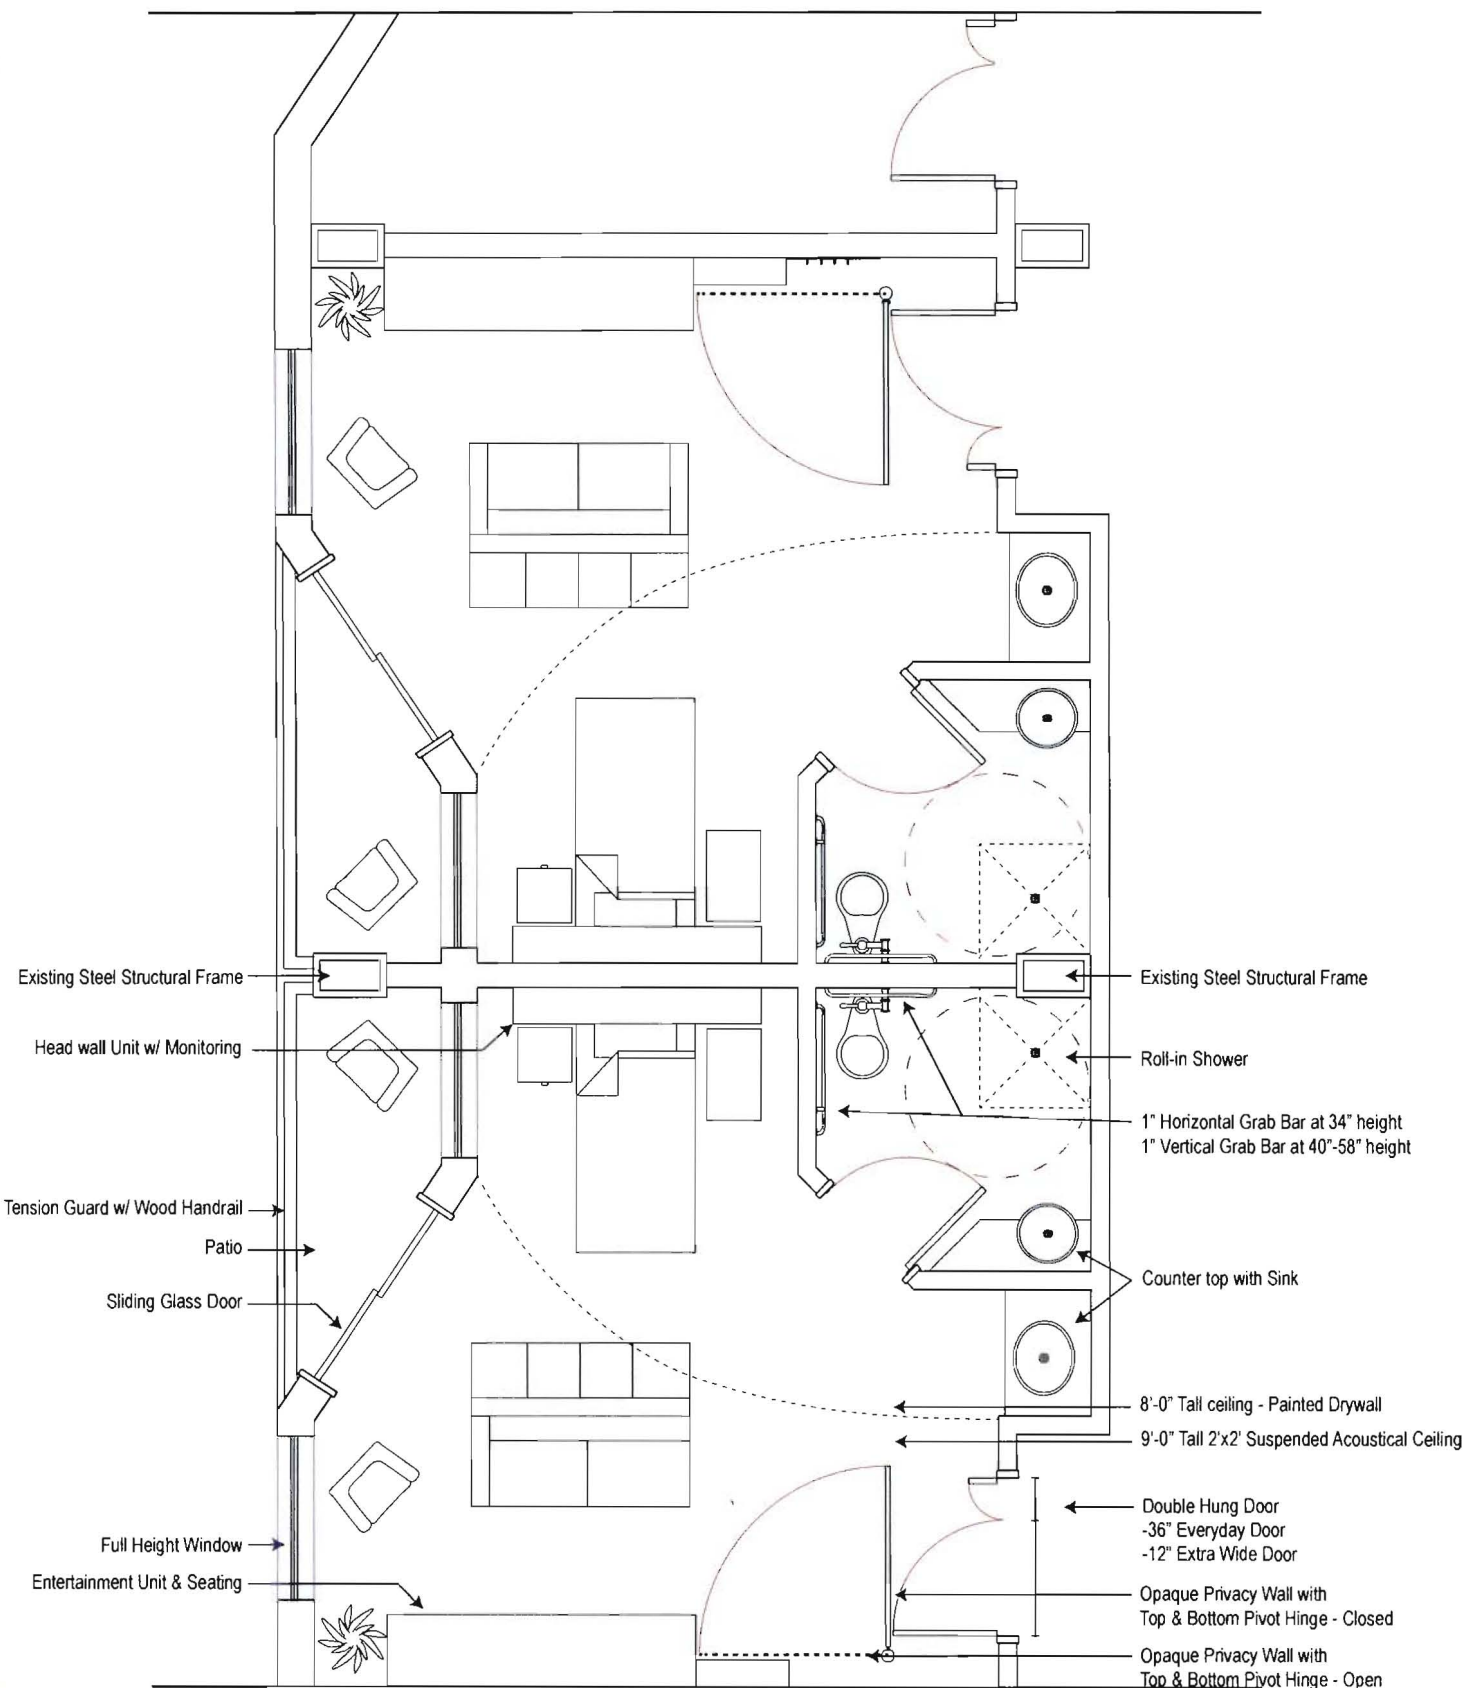 Existing Steel Structural Frame
Existing Steel Structural Frame
Head wall Unit w/ Monitoring
Roll-in Shower
1" Horizontal Grab Bar at 34" height
1" Vertical Grab Bar at 40"-58" height
Tension Guard w/ Wood Handrail
Patio
Counter top with Sink
Sliding Glass Door
8'-0" Tall ceiling - Painted Drywall
9'-0" Tall 2'x2' Suspended Acoustical Ceiling
Double Hung Door
-36" Everyday Door
-12" Extra Wide Door
Full Height Window
Entertainment Unit & Seating
Opaque Privacy Wall with
Top & Bottom Pivot Hinge - Closed
Opaque Privacy Wall with
Top & Bottom Pivot Hinge - Open